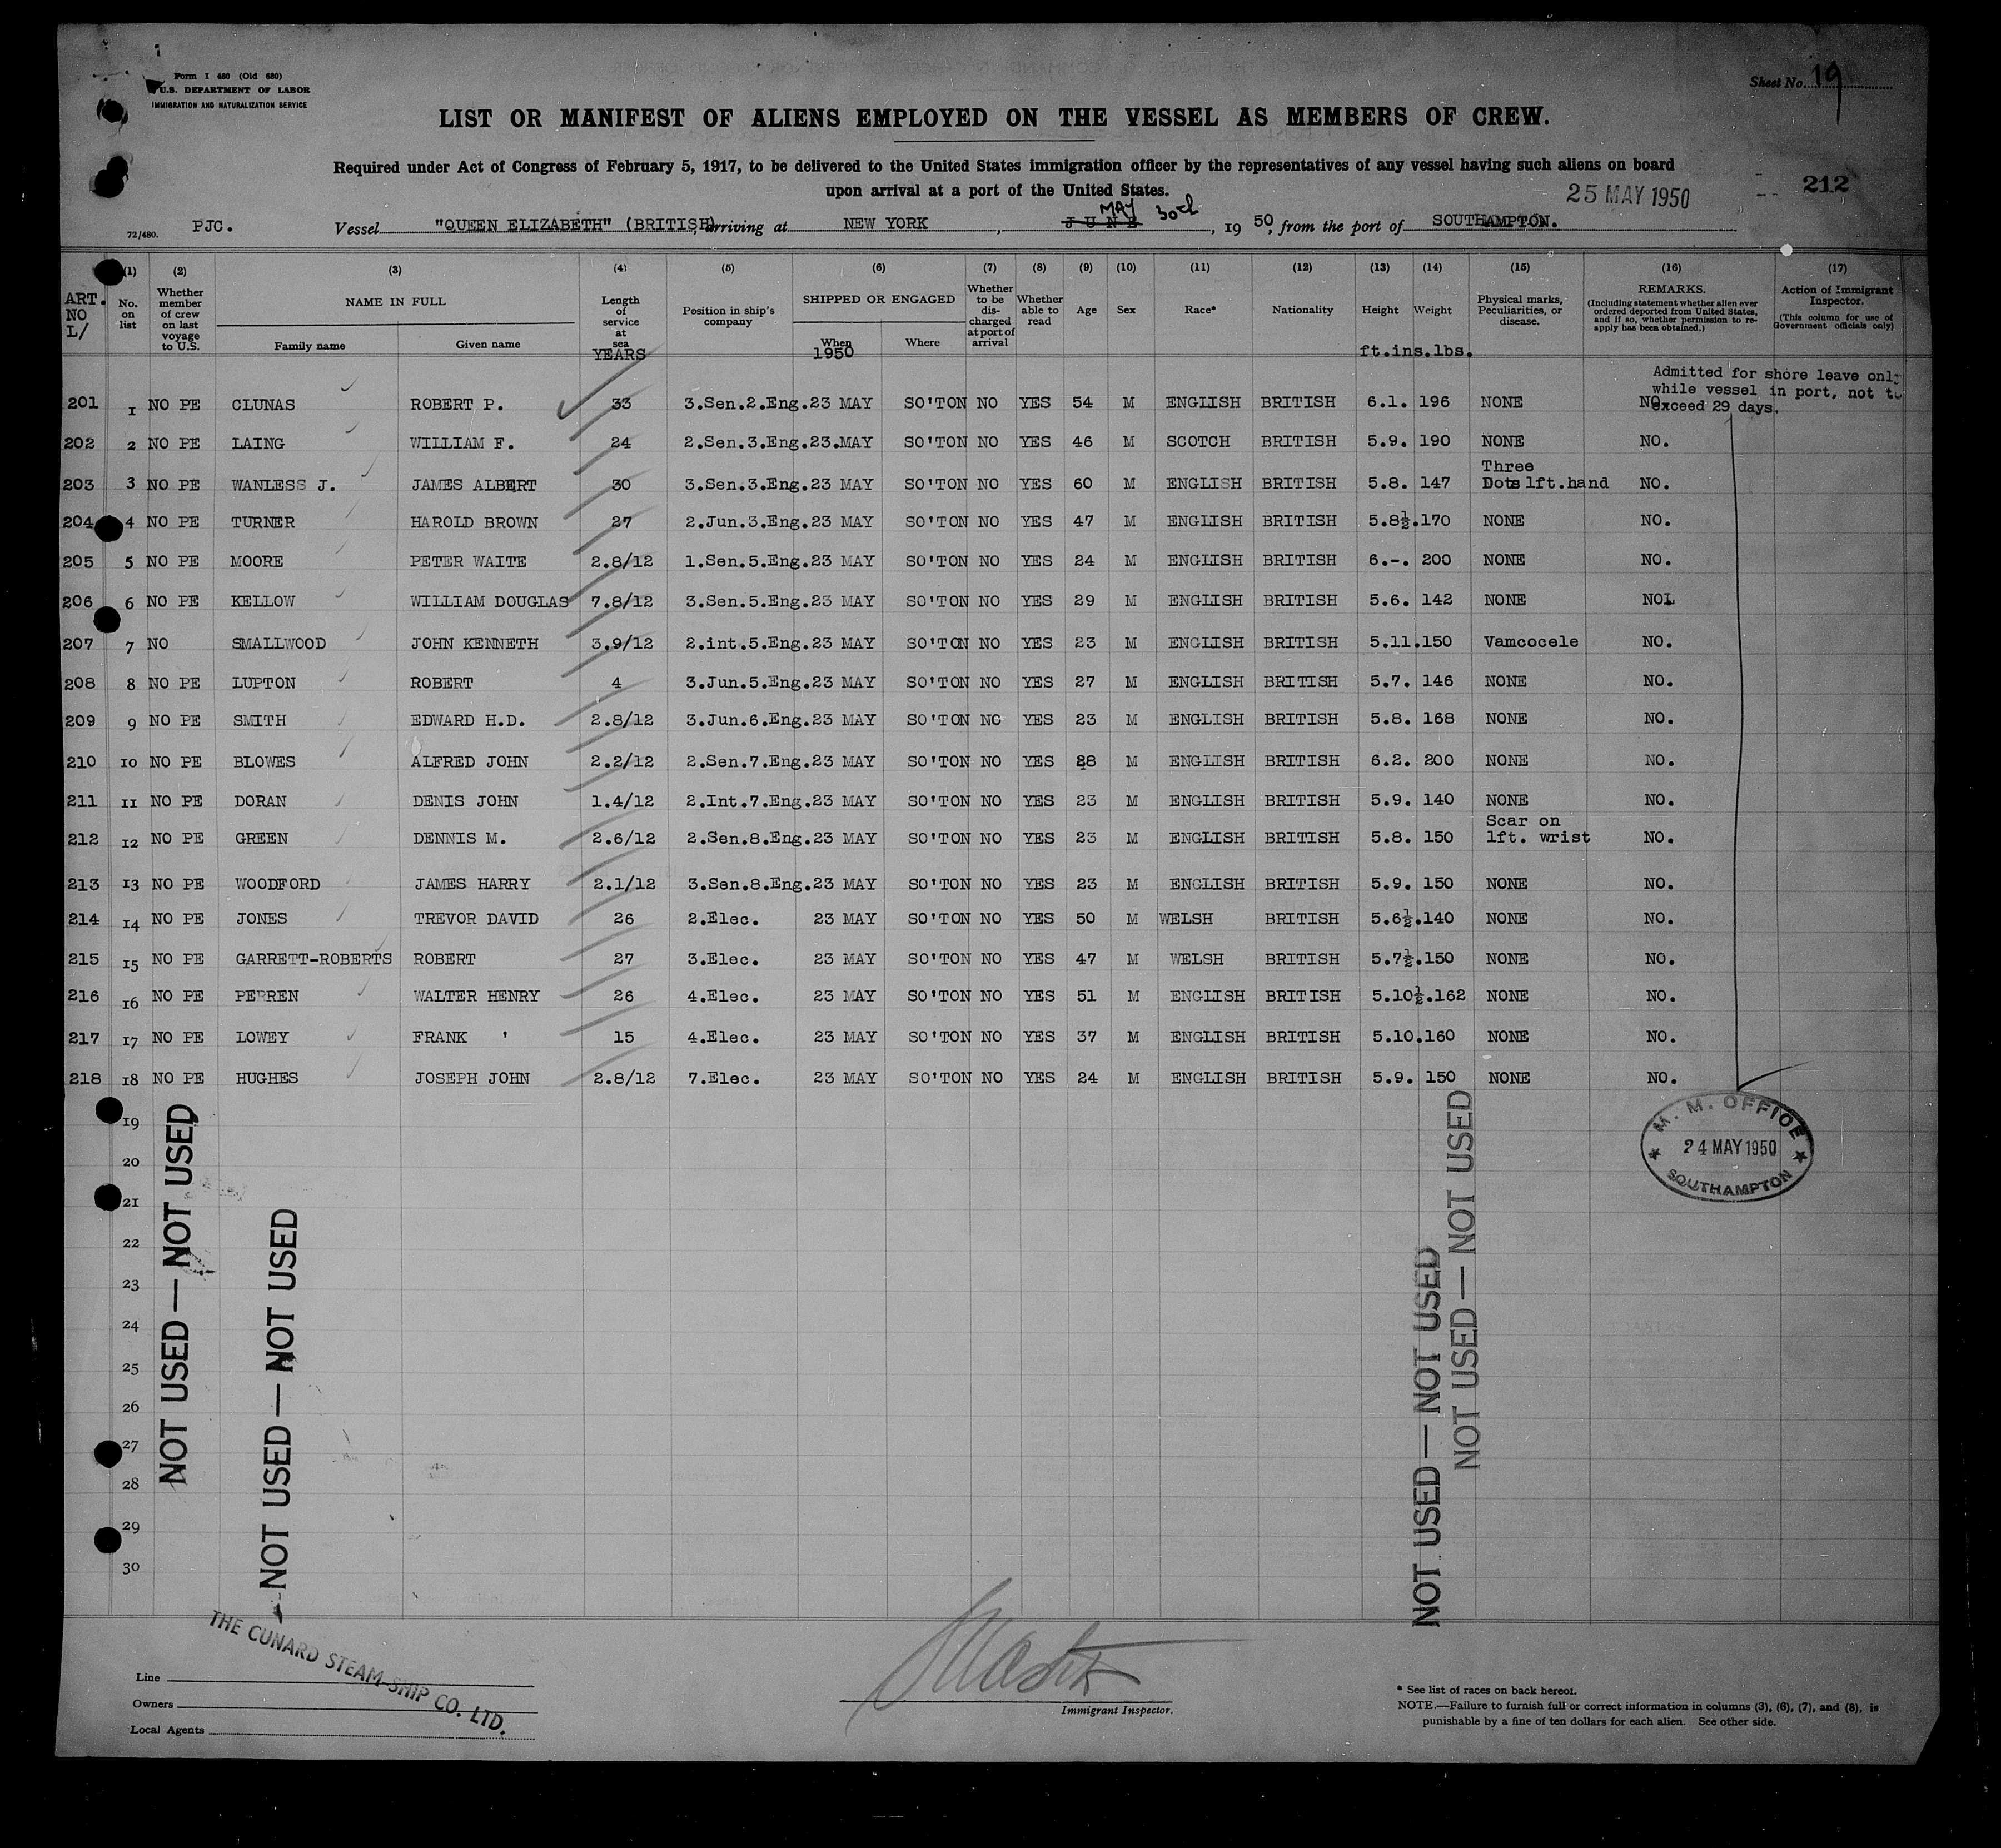 Form I 480 (Old 680)
U.S. DEPARTMENT OF LABOR
IMMIGRATION AND NATURALIZATION SERVICE
Sheet No. 19
LIST OR MANIFEST OF ALIENS EMPLOYED ON THE VESSEL AS MEMBERS OF CREW.
Required under Act of Congress of February 5, 1917, to be delivered to the United States immigration officer by the representatives of any vessel having such aliens on board
upon arrival at a port of the United States.
25 MAY 1950
212
MAY 30th
72/480. PJC. Vessel "QUEEN ELIZABETH" (BRITISH), arriving at NEW YORK, JUNE, 1950, from the port of SOUTHAMPTON.
(1) (2) (3) (4) (5) (6) (7) (8) (9) (10) (11) (12) (13) (14) (15) (16) (17)
ART. NO L/ No. on list Whether member of crew on last voyage to U.S. NAME IN FULL Family name Given name Length of service at sea YEARS Position in ship's company SHIPPED OR ENGAGED When 1950 Where Whether to be discharged at port of arrival Whether able to read Age Sex Race* Nationality Height Weight ft.ins.lbs. Physical marks, Peculiarities, or disease. REMARKS. (Including statement whether alien ever ordered deported from United States, and if so, whether permission to reapply has been obtained.) Action of Immigrant Inspector. (This column for use of Government officials only)
Admitted for shore leave only
while vessel in port, not to
exceed 29 days.
201 1 NO PE CLUNAS ROBERT P. 33 3.Sen.2.Eng. 23 MAY SO'TON NO YES 54 M ENGLISH BRITISH 6.1. 196 NONE NO.
202 2 NO PE LAING WILLIAM F. 24 2.Sen.3.Eng. 23.MAY SO'TON NO YES 46 M SCOTCH BRITISH 5.9. 190 NONE NO.
203 3 NO PE WANLESS J. JAMES ALBERT 30 3.Sen.3.Eng. 23 MAY SO'TON NO YES 60 M ENGLISH BRITISH 5.8. 147 Three Dots lft.hand NO.
204 4 NO PE TURNER HAROLD BROWN 27 2.Jun.3.Eng. 23 MAY SO'TON NO YES 47 M ENGLISH BRITISH 5.8½. 170 NONE NO.
205 5 NO PE MOORE PETER WAITE 2.8/12 1.Sen.5.Eng. 23 MAY SO'TON NO YES 24 M ENGLISH BRITISH 6.-. 200 NONE NO.
206 6 NO PE KELLOW WILLIAM DOUGLAS 7.8/12 3.Sen.5.Eng. 23 MAY SO'TON NO YES 29 M ENGLISH BRITISH 5.6. 142 NONE NO
207 7 NO SMALLWOOD JOHN KENNETH 3.9/12 2.int.5.Eng. 23 MAY SO'TON NO YES 23 M ENGLISH BRITISH 5.11. 150 Vamcocele NO.
208 8 NO PE LUPTON ROBERT 4 3.Jun.5.Eng. 23 MAY SO'TON NO YES 27 M ENGLISH BRITISH 5.7. 146 NONE NO.
209 9 NO PE SMITH EDWARD H.D. 2.8/12 3.Jun.6.Eng. 23 MAY SO'TON NO YES 23 M ENGLISH BRITISH 5.8. 168 NONE NO.
210 10 NO PE BLOWES ALFRED JOHN 2.2/12 2.Sen.7.Eng. 23 MAY SO'TON NO YES 28 M ENGLISH BRITISH 6.2. 200 NONE NO.
211 11 NO PE DORAN DENIS JOHN 1.4/12 2.Int.7.Eng. 23 MAY SO'TON NO YES 23 M ENGLISH BRITISH 5.9. 140 NONE NO.
212 12 NO PE GREEN DENNIS M. 2.6/12 2.Sen.8.Eng. 23 MAY SO'TON NO YES 23 M ENGLISH BRITISH 5.8. 150 Scar on lft. wrist NO.
213 13 NO PE WOODFORD JAMES HARRY 2.1/12 3.Sen.8.Eng. 23 MAY SO'TON NO YES 23 M ENGLISH BRITISH 5.9. 150 NONE NO.
214 14 NO PE JONES TREVOR DAVID 26 2.Elec. 23 MAY SO'TON NO YES 50 M WELSH BRITISH 5.6½. 140 NONE NO.
215 15 NO PE GARRETT-ROBERTS ROBERT 27 3.Elec. 23 MAY SO'TON NO YES 47 M WELSH BRITISH 5.7½. 150 NONE NO.
216 16 NO PE PERREN WALTER HENRY 26 4.Elec. 23 MAY SO'TON NO YES 51 M ENGLISH BRITISH 5.10½. 162 NONE NO.
217 17 NO PE LOWEY FRANK ' 15 4.Elec. 23 MAY SO'TON NO YES 37 M ENGLISH BRITISH 5.10. 160 NONE NO.
218 18 NO PE HUGHES JOSEPH JOHN 2.8/12 7.Elec. 23 MAY SO'TON NO YES 24 M ENGLISH BRITISH 5.9. 150 NONE NO.
19
20
21
22
23
24
25
26
27
28
29
30
NOT USED — NOT USED
NOT USED — NOT USED
NOT USED — NOT USED
NOT USED — NOT USED
M. M. OFFICE
24 MAY 1950
SOUTHAMPTON
THE CUNARD STEAM-SHIP CO. LTD.
Line
Owners
Local Agents
Immigrant Inspector.
* See list of races on back hereof.
NOTE.—Failure to furnish full or correct information in columns (3), (6), (7), and (8), is
punishable by a fine of ten dollars for each alien. See other side.